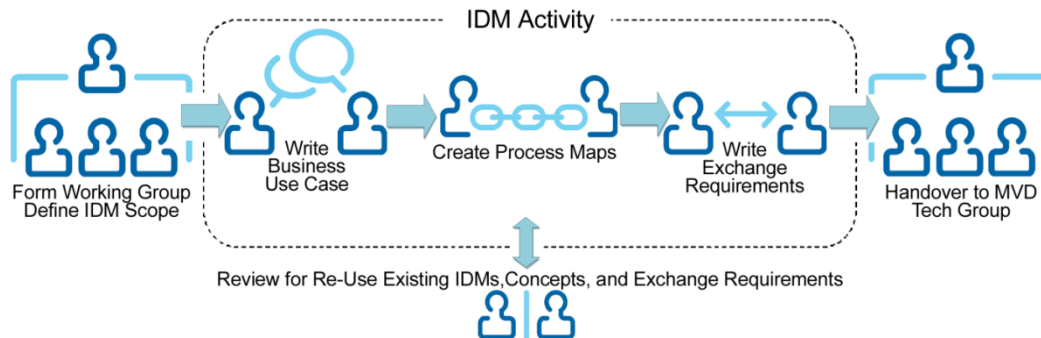 IDM Activity
Form Working Group
Define IDM Scope
Write
Business
Use Case
Create Process Maps
Write
Exchange
Requirements
Handover to MVD
Tech Group
Review for Re-Use Existing IDMs,Concepts, and Exchange Requirements